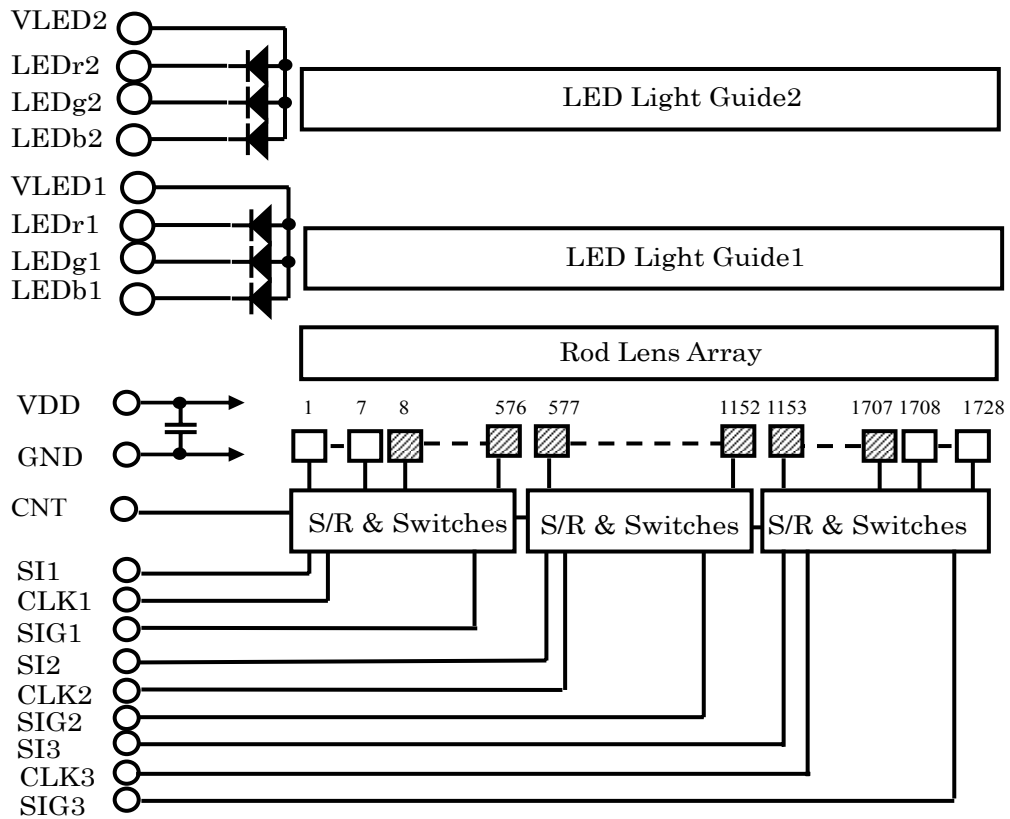 VLED2
LEDr2
LEDg2
LEDb2
LED Light Guide2
VLED1
LEDr1
LEDg1
LEDb1
LED Light Guide1
Rod Lens Array
VDD
GND
1 7 8 576 577 1152 1153 1707 1708 1728
CNT
S/R & Switches S/R & Switches S/R & Switches
SI1
CLK1
SIG1
SI2
CLK2
SIG2
SI3
CLK3
SIG3